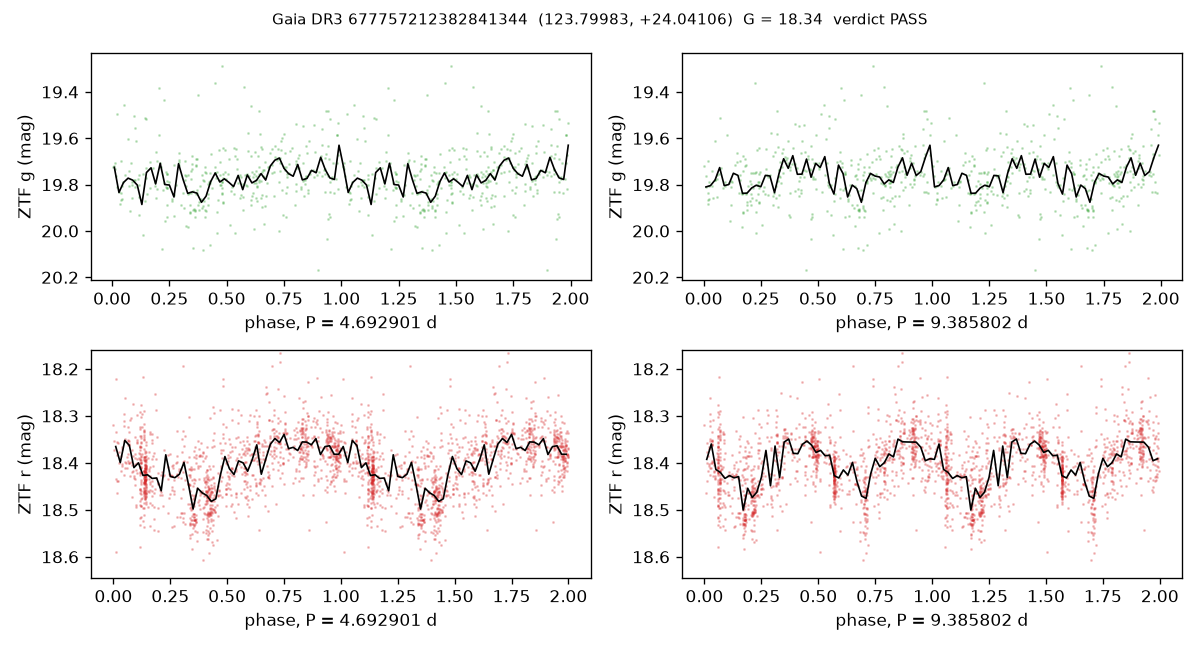 Gaia DR3 677757212382841344 (123.79983, +24.04106) G = 18.34 verdict PASS
ZTF g (mag)
19.4
19.6
19.8
20.0
20.2
0.00 0.25 0.50 0.75 1.00 1.25 1.50 1.75 2.00
phase, P = 4.692901 d
ZTF g (mag)
19.4
19.6
19.8
20.0
20.2
0.00 0.25 0.50 0.75 1.00 1.25 1.50 1.75 2.00
phase, P = 9.385802 d
ZTF r (mag)
18.2
18.3
18.4
18.5
18.6
0.00 0.25 0.50 0.75 1.00 1.25 1.50 1.75 2.00
phase, P = 4.692901 d
ZTF r (mag)
18.2
18.3
18.4
18.5
18.6
0.00 0.25 0.50 0.75 1.00 1.25 1.50 1.75 2.00
phase, P = 9.385802 d